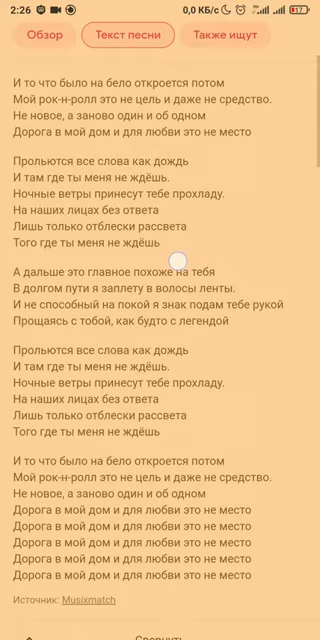 2:26
0,0 КБ/с
17
Обзор
Текст песни
Также ищут
И то что было на бело откроется потом
Мой рок-н-ролл это не цель и даже не средство.
Не новое, а заново один и об одном
Дорога в мой дом и для любви это не место
Прольются все слова как дождь
И там где ты меня не ждёшь.
Ночные ветры принесут тебе прохладу.
На наших лицах без ответа
Лишь только отблески рассвета
Того где ты меня не ждёшь
А дальше это главное похоже на тебя
В долгом пути я заплету в волосы ленты.
И не способный на покой я знак подам тебе рукой
Прощаясь с тобой, как будто с легендой
Прольются все слова как дождь
И там где ты меня не ждёшь.
Ночные ветры принесут тебе прохладу.
На наших лицах без ответа
Лишь только отблески рассвета
Того где ты меня не ждёшь
И то что было на бело откроется потом
Мой рок-н-ролл это не цель и даже не средство.
Не новое, а заново один и об одном
Дорога в мой дом и для любви это не место
Дорога в мой дом и для любви это не место
Дорога в мой дом и для любви это не место
Дорога в мой дом и для любви это не место
Дорога в мой дом и для любви это не место
Источник: Musixmatch
Свернуть